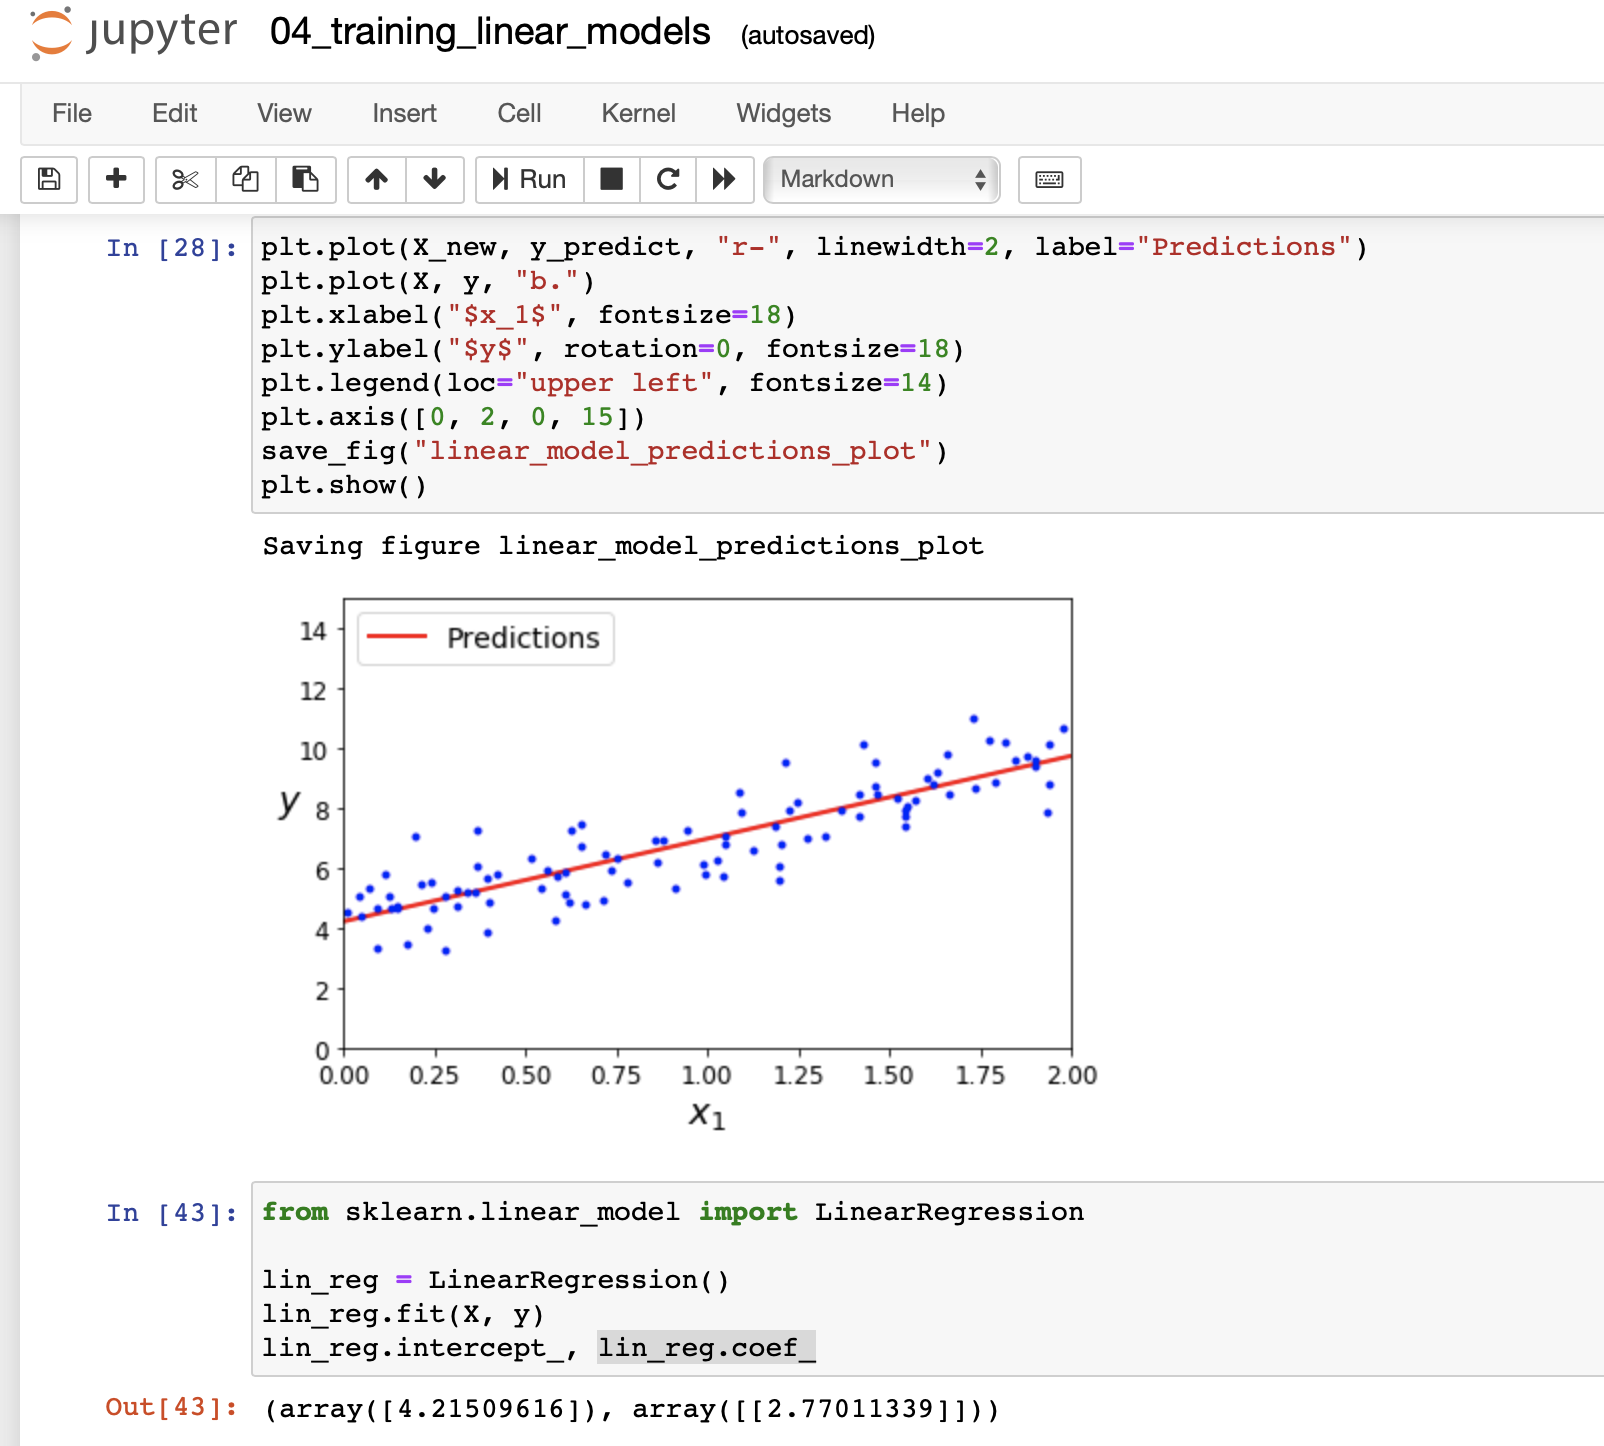 jupyter 04_training_linear_models (autosaved)
File Edit View Insert Cell Kernel Widgets Help
Run Markdown
In [28]: plt.plot(X_new, y_predict, "r-", linewidth=2, label="Predictions")
plt.plot(X, y, "b.")
plt.xlabel("$x_1$", fontsize=18)
plt.ylabel("$y$", rotation=0, fontsize=18)
plt.legend(loc="upper left", fontsize=14)
plt.axis([0, 2, 0, 15])
save_fig("linear_model_predictions_plot")
plt.show()
Saving figure linear_model_predictions_plot
Predictions
14
12
10
y
8
6
4
2
0
0.00 0.25 0.50 0.75 1.00 1.25 1.50 1.75 2.00
x₁
In [43]: from sklearn.linear_model import LinearRegression
lin_reg = LinearRegression()
lin_reg.fit(X, y)
lin_reg.intercept_, lin_reg.coef_
Out[43]: (array([4.21509616]), array([[2.77011339]]))